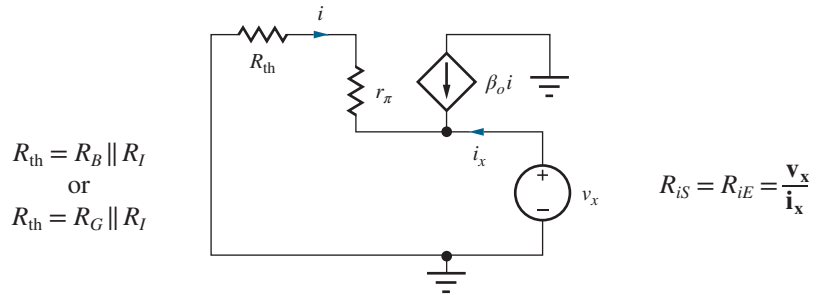 i
R_th
r_π
β_o i
i_x
R_th = R_B || R_I
or
R_th = R_G || R_I
+
−
v_x
R_iS = R_iE = v_x / i_x